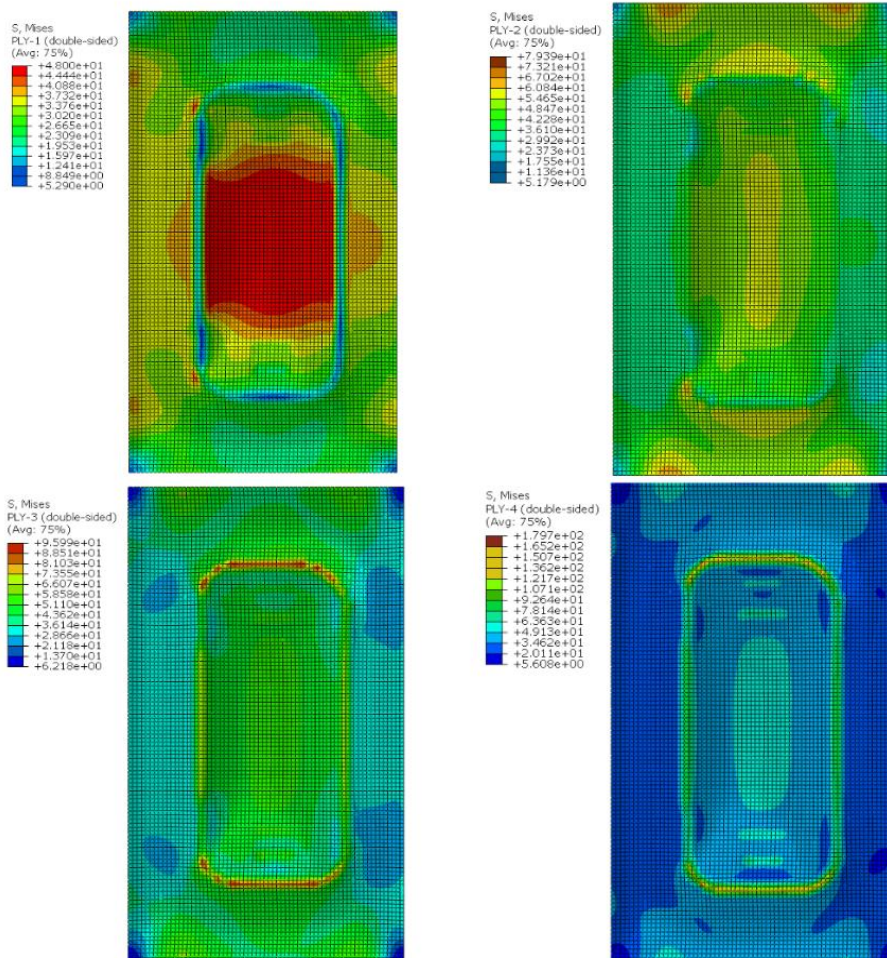 S, Mises
PLY-1 (double-sided)
(Avg: 75%)
+4.800e+01
+4.444e+01
+4.088e+01
+3.732e+01
+3.376e+01
+3.020e+01
+2.665e+01
+2.309e+01
+1.953e+01
+1.597e+01
+1.241e+01
+8.849e+00
+5.290e+00
S, Mises
PLY-2 (double-sided)
(Avg: 75%)
+7.939e+01
+7.321e+01
+6.702e+01
+6.084e+01
+5.465e+01
+4.847e+01
+4.228e+01
+3.610e+01
+2.992e+01
+2.373e+01
+1.755e+01
+1.136e+01
+5.179e+00
S, Mises
PLY-3 (double-sided)
(Avg: 75%)
+9.599e+01
+8.851e+01
+8.103e+01
+7.355e+01
+6.607e+01
+5.858e+01
+5.110e+01
+4.362e+01
+3.614e+01
+2.866e+01
+2.118e+01
+1.370e+01
+6.218e+00
S, Mises
PLY-4 (double-sided)
(Avg: 75%)
+1.797e+02
+1.652e+02
+1.507e+02
+1.362e+02
+1.217e+02
+1.071e+02
+9.264e+01
+7.814e+01
+6.363e+01
+4.913e+01
+3.462e+01
+2.011e+01
+5.608e+00